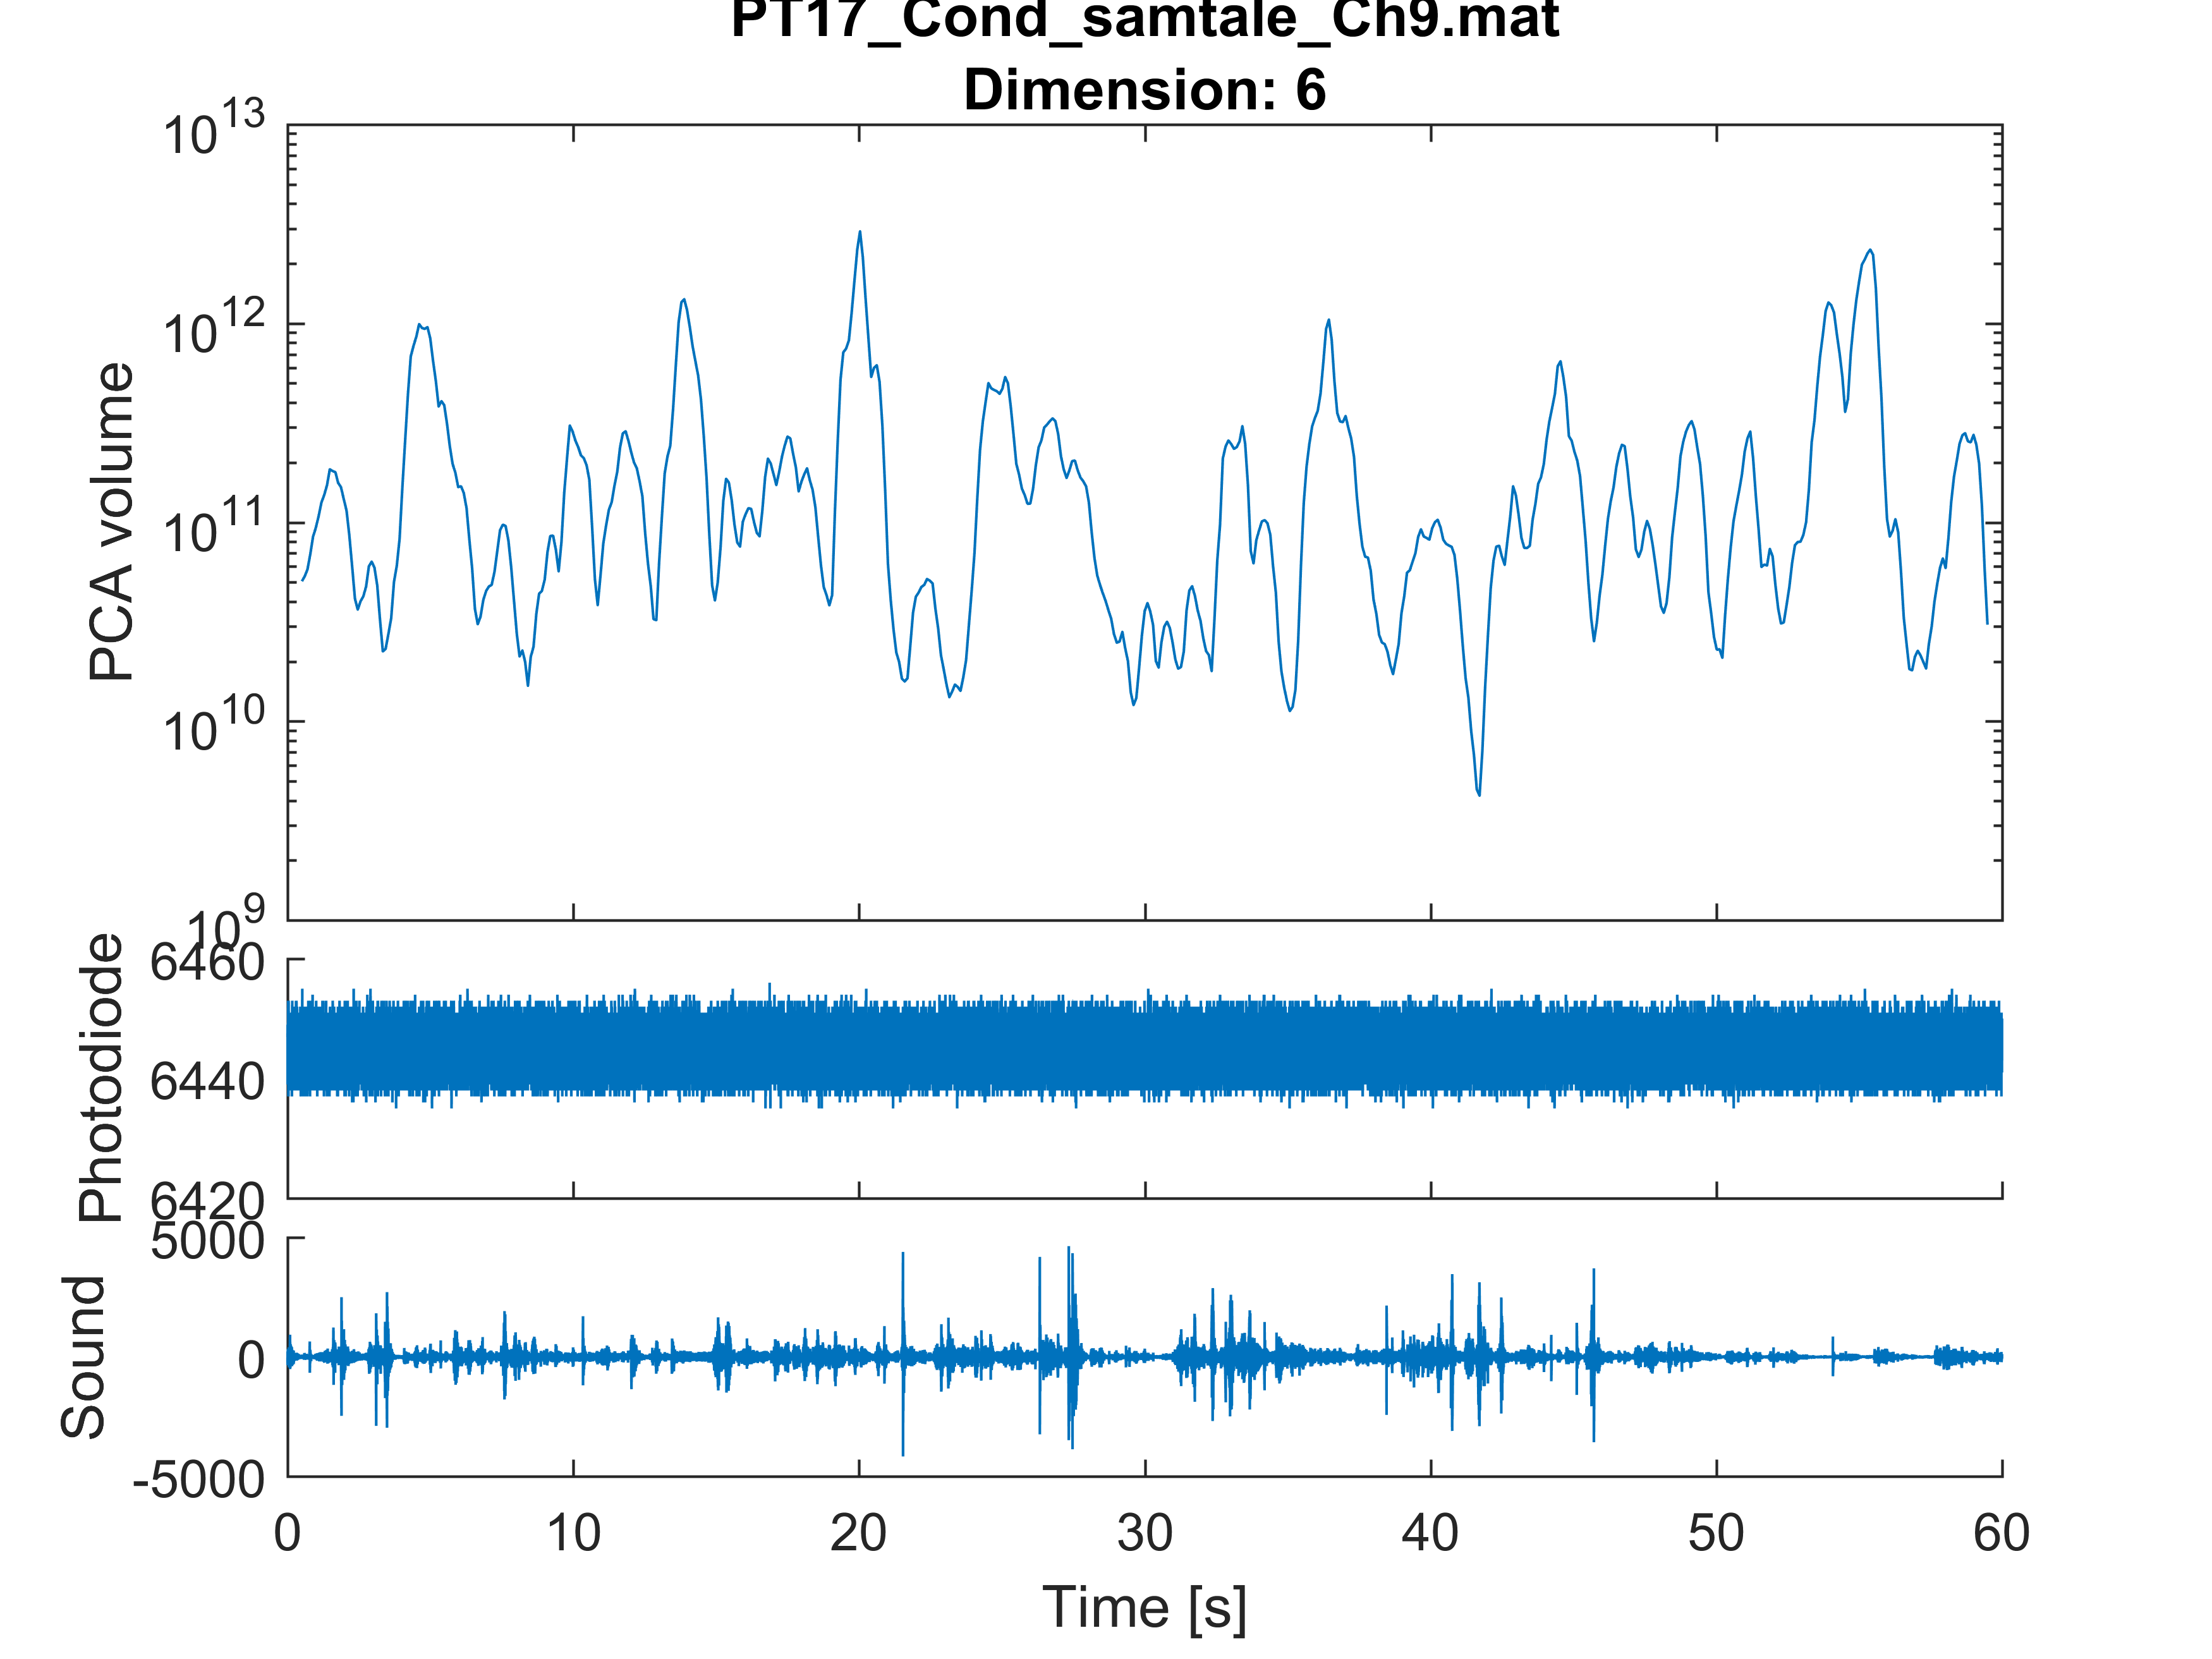 PT17_Cond_samtale_Ch9.mat
Dimension: 6
PCA volume
10^13
10^12
10^11
10^10
10^9
Photodiode
6460
6440
6420
Sound
5000
0
-5000
0 10 20 30 40 50 60
Time [s]